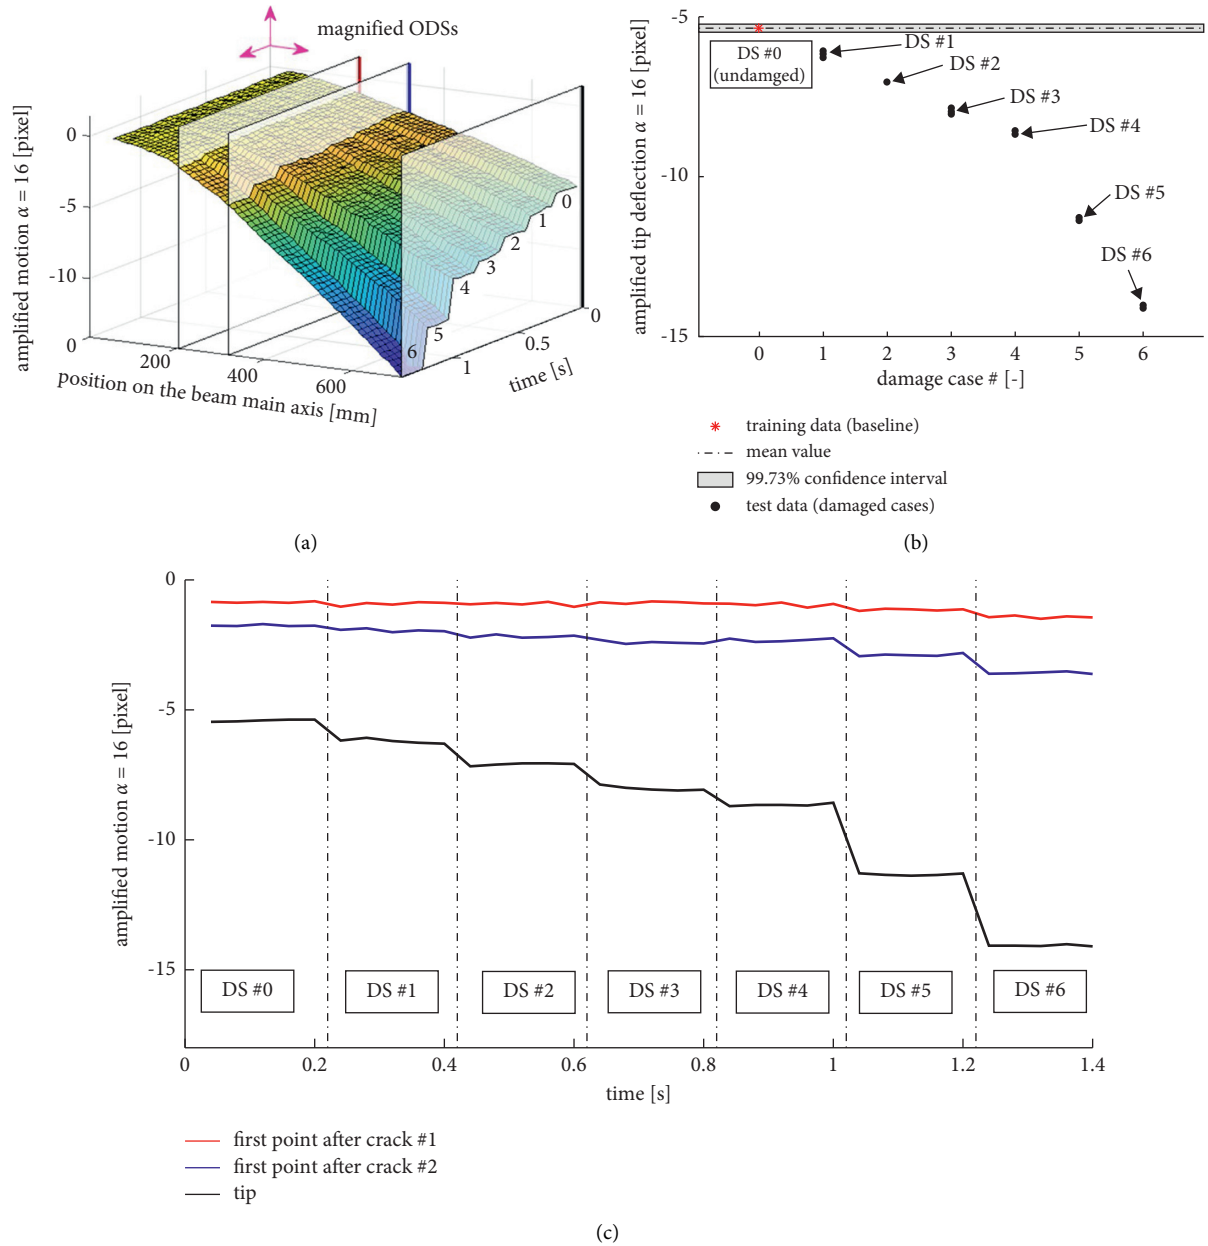 magnified ODSs
amplified motion α = 16 [pixel]
0
-5
-10
0
200
400
600
position on the beam main axis [mm]
0
1
2
3
4
5
6
0
0.5
1
time [s]
(a)
amplified tip deflection α = 16 [pixel]
-5
-10
-15
DS #0
(undamged)
DS #1
DS #2
DS #3
DS #4
DS #5
DS #6
0 1 2 3 4 5 6
damage case # [-]
training data (baseline)
mean value
99.73% confidence interval
test data (damaged cases)
(b)
amplified motion α = 16 [pixel]
0
-5
-10
-15
DS #0 DS #1 DS #2 DS #3 DS #4 DS #5 DS #6
0 0.2 0.4 0.6 0.8 1 1.2 1.4
time [s]
first point after crack #1
first point after crack #2
tip
(c)